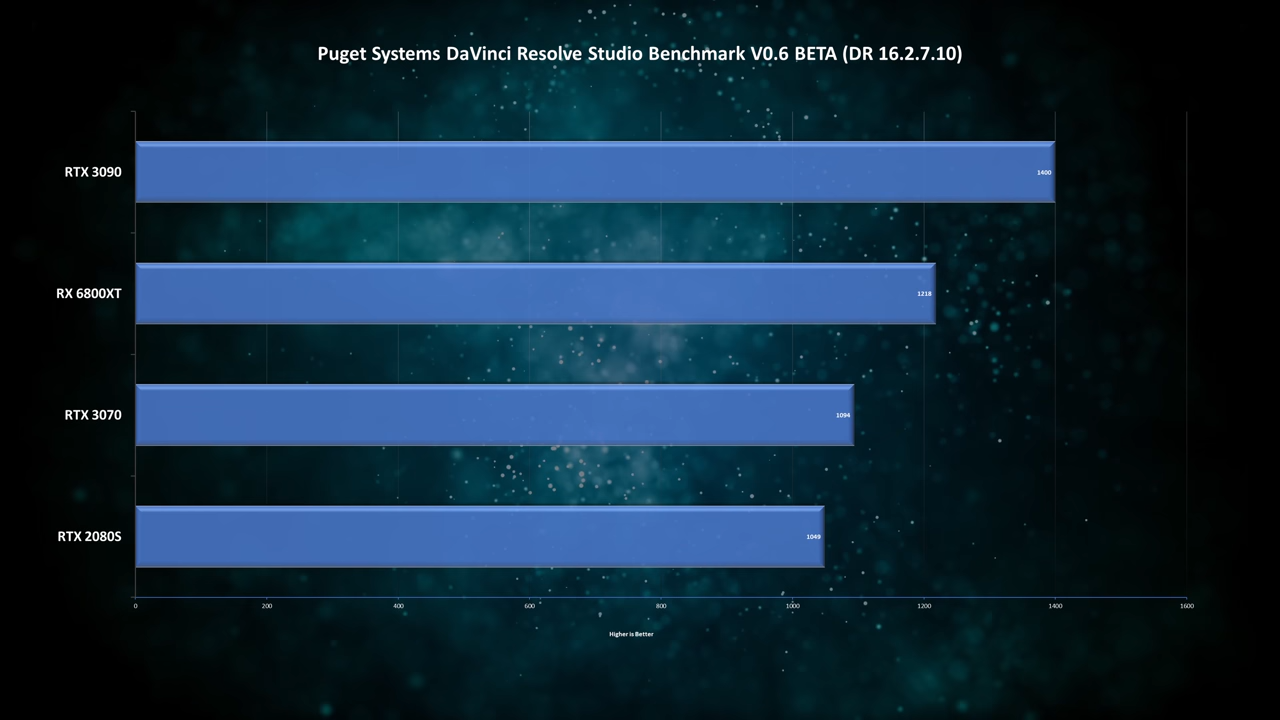 Puget Systems DaVinci Resolve Studio Benchmark V0.6 BETA (DR 16.2.7.10)
RTX 3090
1400
RX 6800XT
1218
RTX 3070
1094
RTX 2080S
1049
0 200 400 600 800 1000 1200 1400 1600
Higher is Better